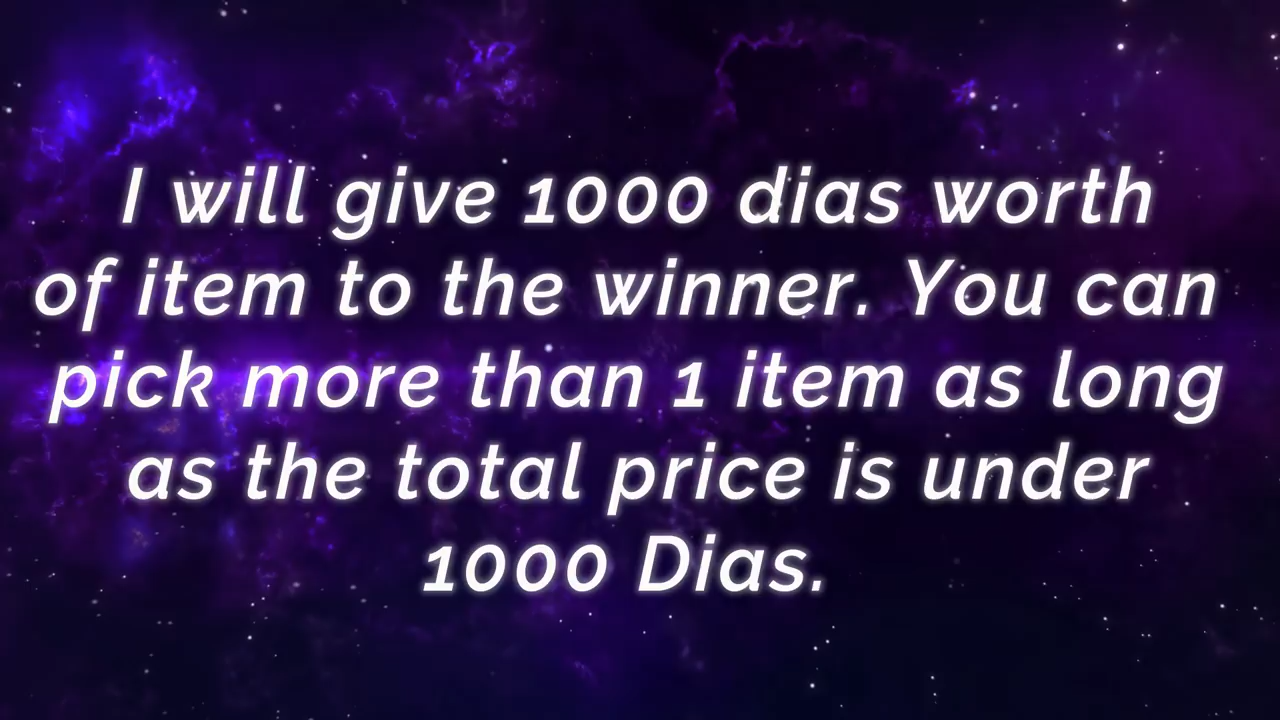 I will give 1000 dias worth
of item to the winner. You can
pick more than 1 item as long
as the total price is under
1000 Dias.